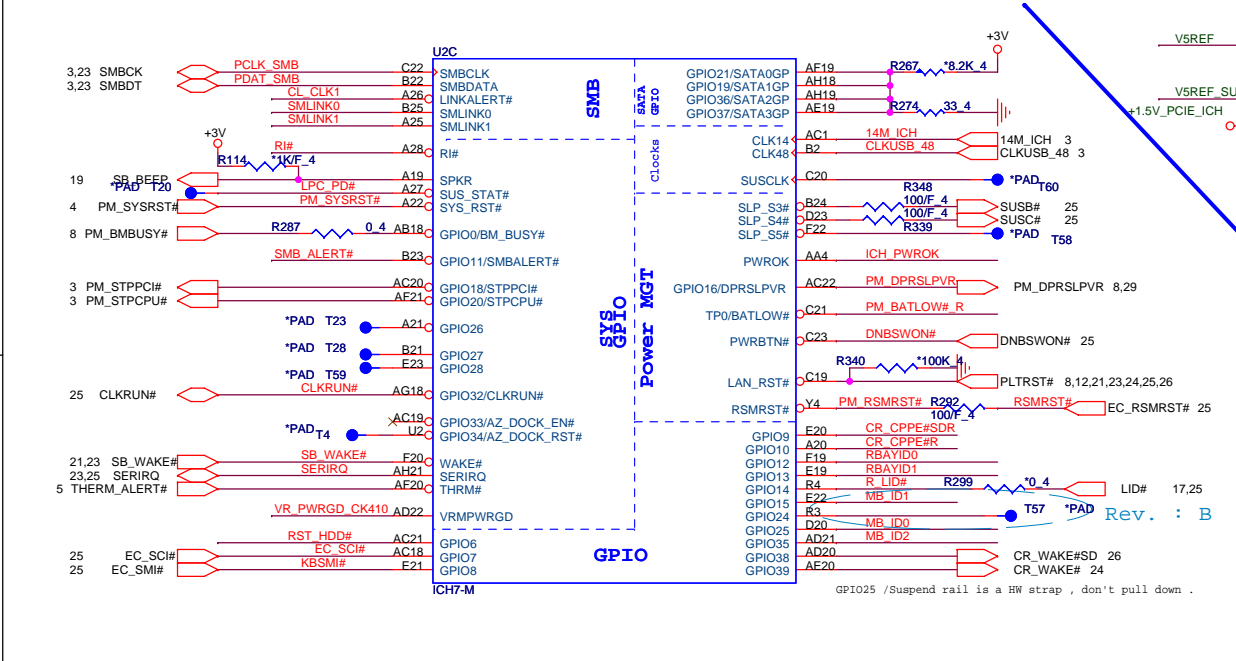 +3V
V5REF
U2C
3,23 SMBCK PCLK_SMB C22 SMBCLK GPIO21/SATA0GP AF19 R267 *8.2K_4
3,23 SMBDT PDAT_SMB B22 SMBDATA GPIO19/SATA1GP AH18
CL_CLK1 A26 LINKALERT# GPIO36/SATA2GP AH19
V5REF_SU
SMLINK0 B25 SMLINK0 GPIO37/SATA3GP AE19 R274 33_4
+1.5V_PCIE_ICH
SMLINK1 A25 SMLINK1
SMB
SATA GPIO
+3V
CLK14 AC1 14M_ICH 14M_ICH 3
RI# A28 RI# CLK48 B2 CLKUSB_48 CLKUSB_48 3
Clocks
R114 *1K/F_4
19 SB_BEEP A19 SPKR SUSCLK C20 *PAD T60
*PAD T20 LPC_PD# A27 SUS_STAT#
R348
4 PM_SYSRST# PM_SYSRST# A22 SYS_RST# SLP_S3# B24 100/F_4 SUSB# 25
SLP_S4# D23 100/F_4 SUSC# 25
R339
8 PM_BMBUSY# R287 0_4 AB18 GPIO0/BM_BUSY# SLP_S5# F22 *PAD T58
SMB_ALERT# B23 GPIO11/SMBALERT# PWROK AA4 ICH_PWROK
3 PM_STPPCI# AC20 GPIO18/STPPCI# GPIO16/DPRSLPVR AC22 PM_DPRSLPVR PM_DPRSLPVR 8,29
3 PM_STPCPU# AF21 GPIO20/STPCPU#
SYS GPIO
Power MGT
TP0/BATLOW# C21 PM_BATLOW#_R
*PAD T23 A21 GPIO26
PWRBTN# C23 DNBSWON# DNBSWON# 25
*PAD T28 B21 GPIO27
*PAD T59 E23 GPIO28 R340 *100K_4
LAN_RST# C19 PLTRST# 8,12,21,23,24,25,26
25 CLKRUN# CLKRUN# AG18 GPIO32/CLKRUN#
RSMRST# Y4 PM_RSMRST# R292 100/F_4 RSMRST# EC_RSMRST# 25
AC19 GPIO33/AZ_DOCK_EN#
*PAD T4 U2 GPIO34/AZ_DOCK_RST# GPIO9 E20 CR_CPPE#SDR
GPIO10 A20 CR_CPPE#R
21,23 SB_WAKE# SB_WAKE# F20 WAKE# GPIO12 F19 RBAYID0
23,25 SERIRQ SERIRQ AH21 SERIRQ GPIO13 E19 RBAYID1
5 THERM_ALERT# AF20 THRM# GPIO14 R4 R_LID# R299 *0_4 LID# 17,25
GPIO15 E22 MB_ID1
VR_PWRGD_CK410 AD22 VRMPWRGD GPIO24 R3 T57 *PAD Rev. : B
GPIO25 D20 MB_ID0
RST_HDD# AC21 GPIO6 GPIO35 AD21 MB_ID2
25 EC_SCI# EC_SCI# AC18 GPIO7 GPIO38 AD20 CR_WAKE#SD 26
25 EC_SMI# KBSMI# E21 GPIO8 GPIO39 AE20 CR_WAKE# 24
GPIO
ICH7-M
GPIO25 /Suspend rail is a HW strap , don't pull down .